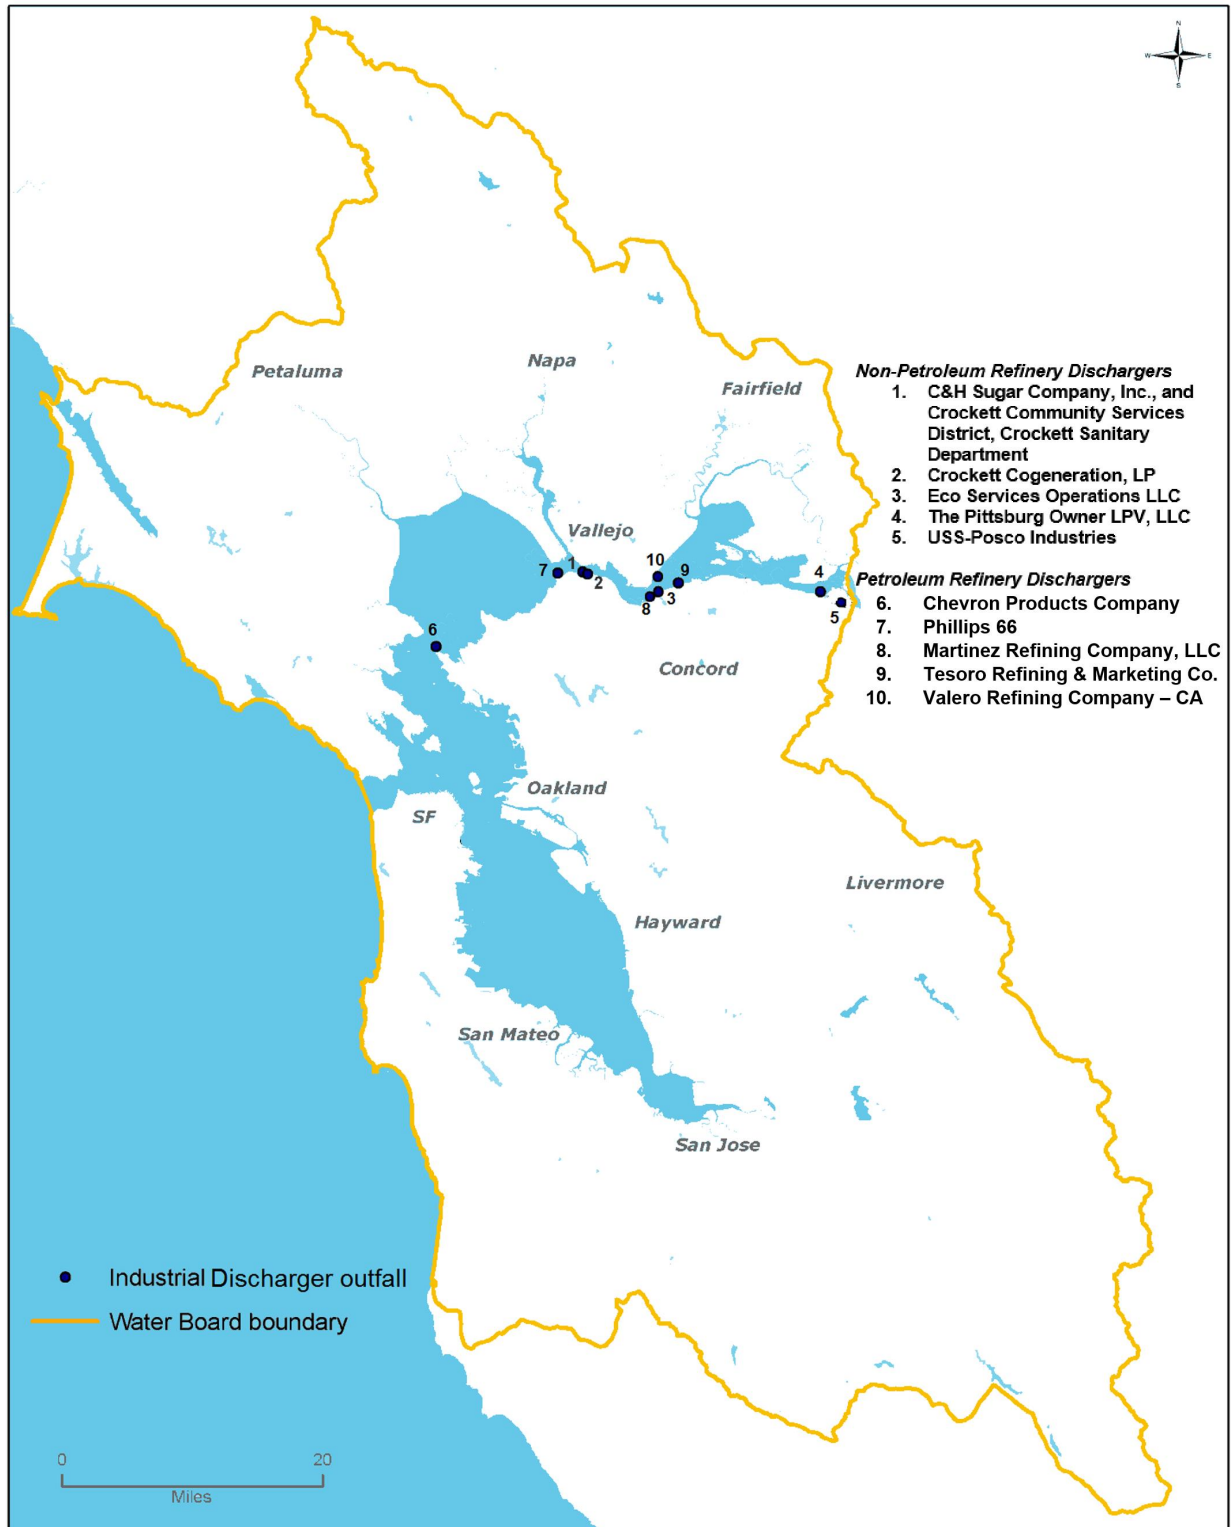 N
W E
S
Petaluma
Napa
Fairfield
Non-Petroleum Refinery Dischargers
1. C&H Sugar Company, Inc., and
Crockett Community Services
District, Crockett Sanitary
Department
2. Crockett Cogeneration, LP
3. Eco Services Operations LLC
4. The Pittsburg Owner LPV, LLC
5. USS-Posco Industries
Vallejo
7 1 2
10 9
8 3
4
5
Petroleum Refinery Dischargers
6. Chevron Products Company
7. Phillips 66
8. Martinez Refining Company, LLC
9. Tesoro Refining & Marketing Co.
10. Valero Refining Company – CA
6
Concord
Oakland
SF
Livermore
Hayward
San Mateo
San Jose
Industrial Discharger outfall
Water Board boundary
0 20
Miles